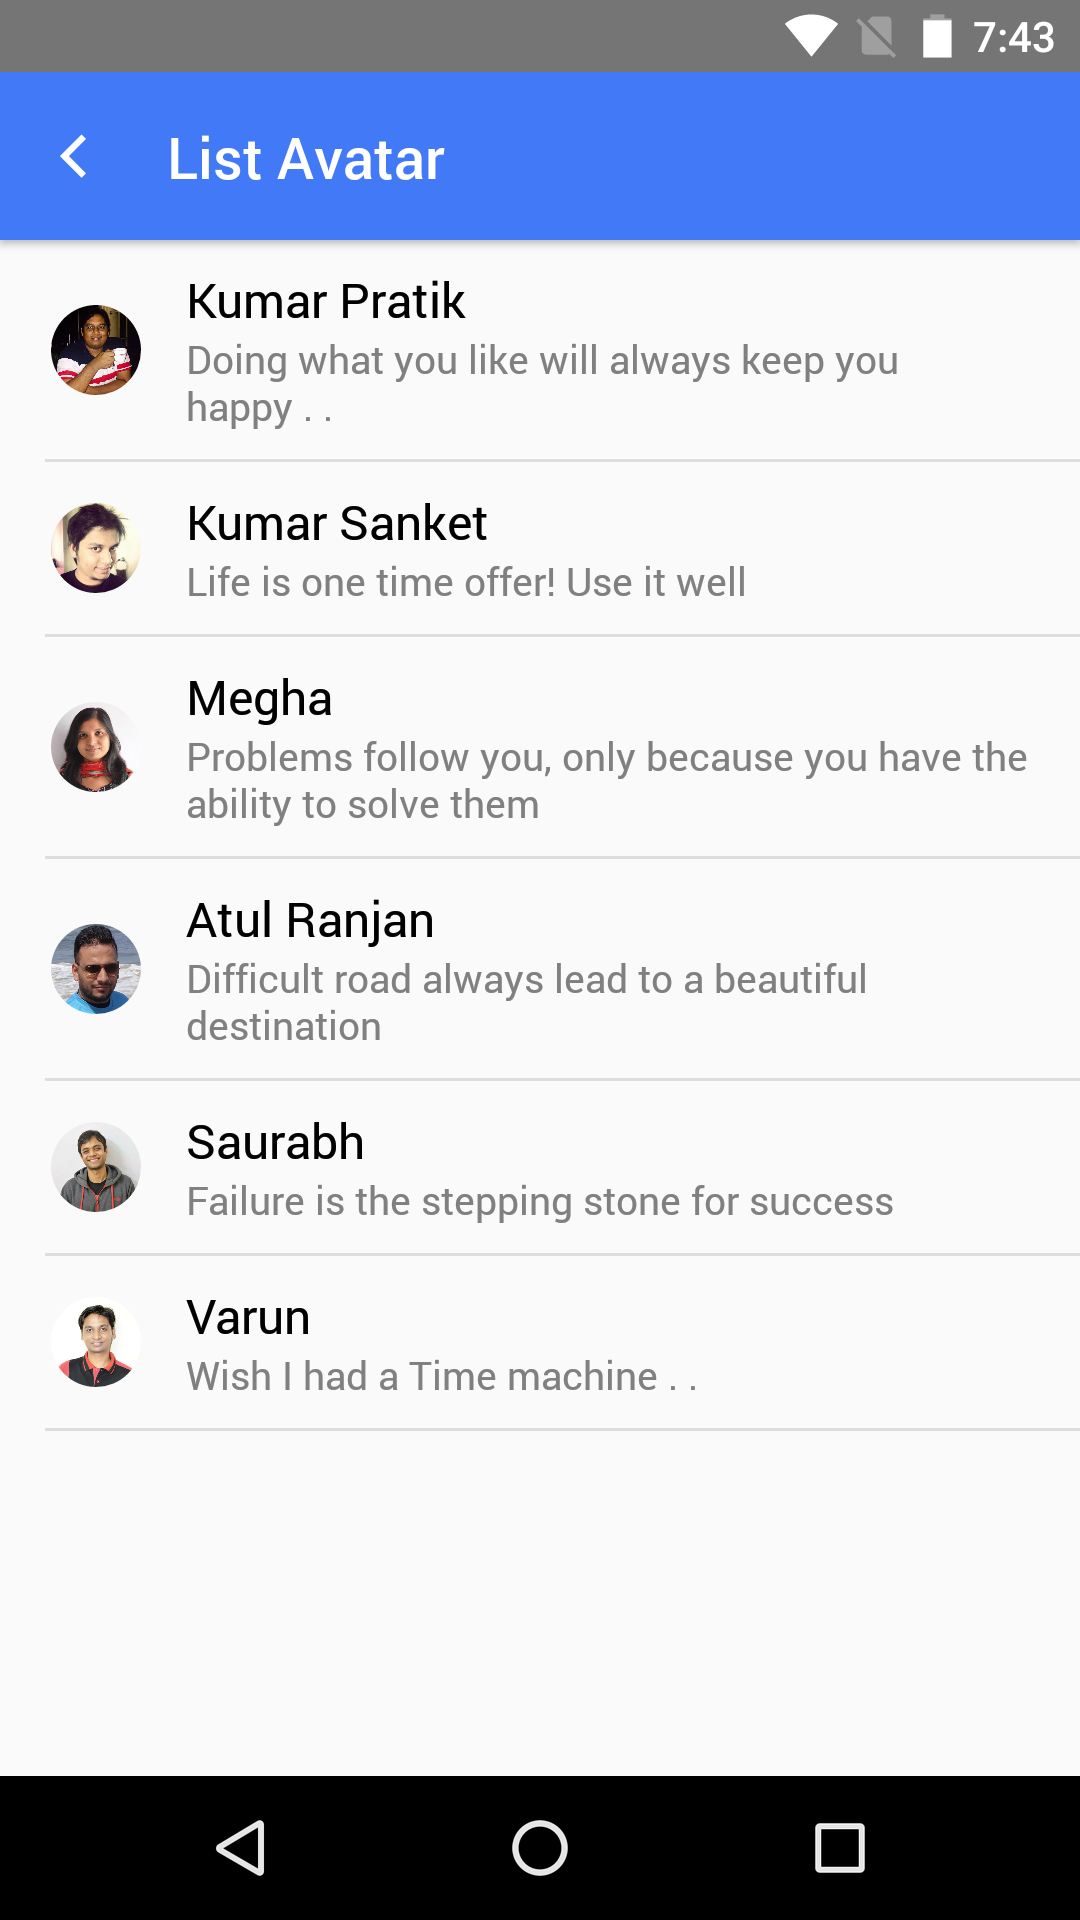 7:43
List Avatar
Kumar Pratik
Doing what you like will always keep you
happy . .
Kumar Sanket
Life is one time offer! Use it well
Megha
Problems follow you, only because you have the
ability to solve them
Atul Ranjan
Difficult road always lead to a beautiful
destination
Saurabh
Failure is the stepping stone for success
Varun
Wish I had a Time machine . .